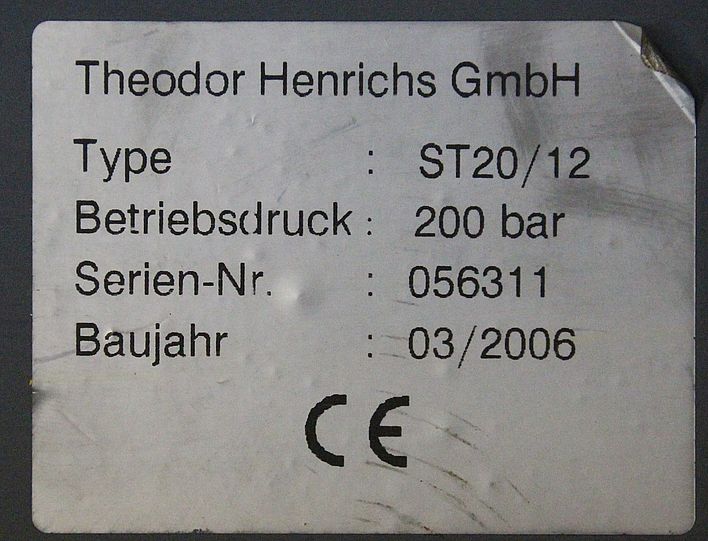 Theodor Henrichs GmbH
Type : ST20/12
Betriebsdruck : 200 bar
Serien-Nr. : 056311
Baujahr : 03/2006
CE